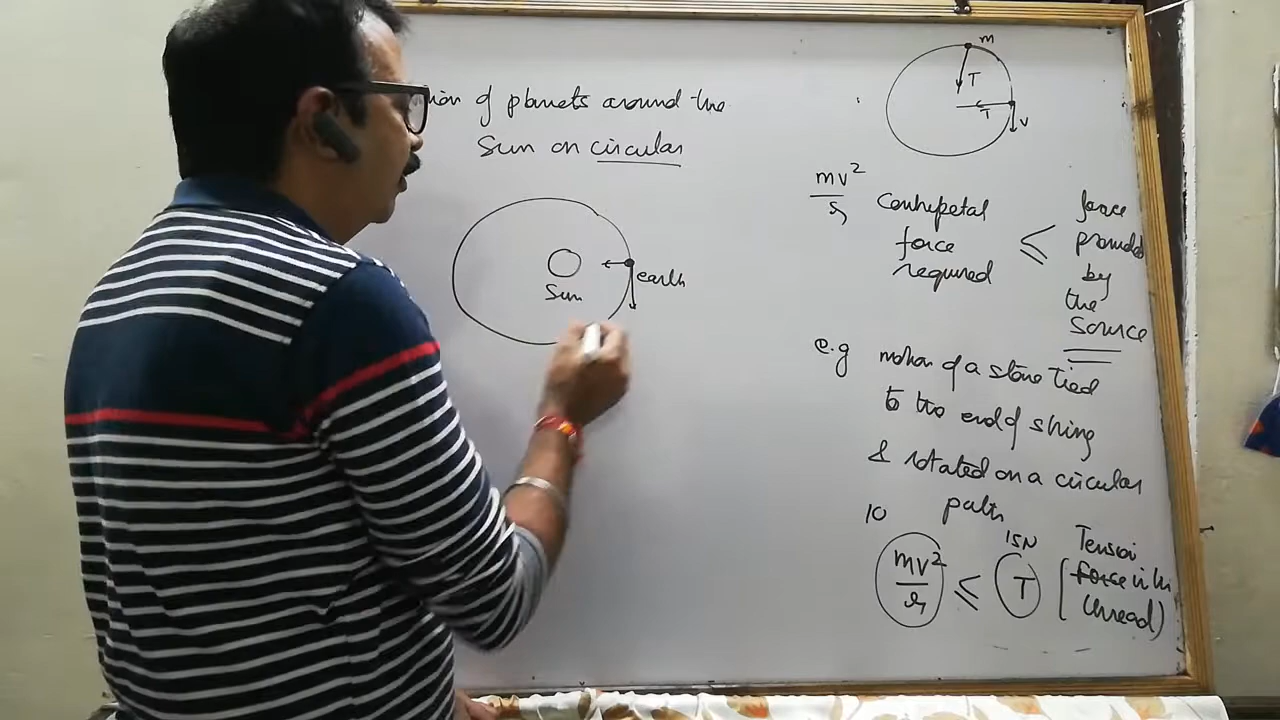 of planets around the
Sun on circular
Sun
earth
m
T
T
v
mv²
r
Centripetal
force
required
≤
force
provided
by
the
source
e.g motion of a stone tied
to the end of string
& rotated on a circular
path
10
mv²
r
≤
15N
T
Tension
force in the
thread)